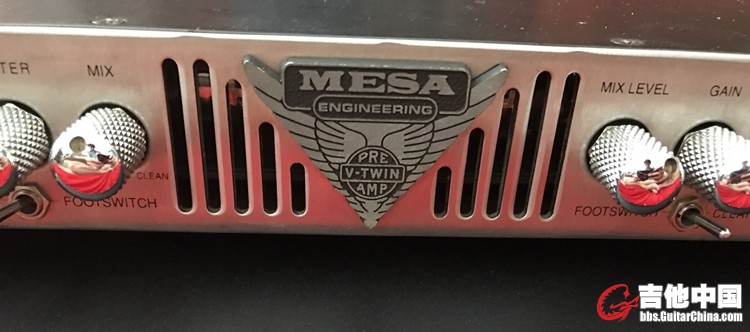 TER
MIX
MESA
ENGINEERING
PRE
V-TWIN
AMP
MIX LEVEL
GAIN
CLEAN
FOOTSWITCH
FOOTSWITCH
CLEAN
吉他中国
bbs.GuitarChina.com